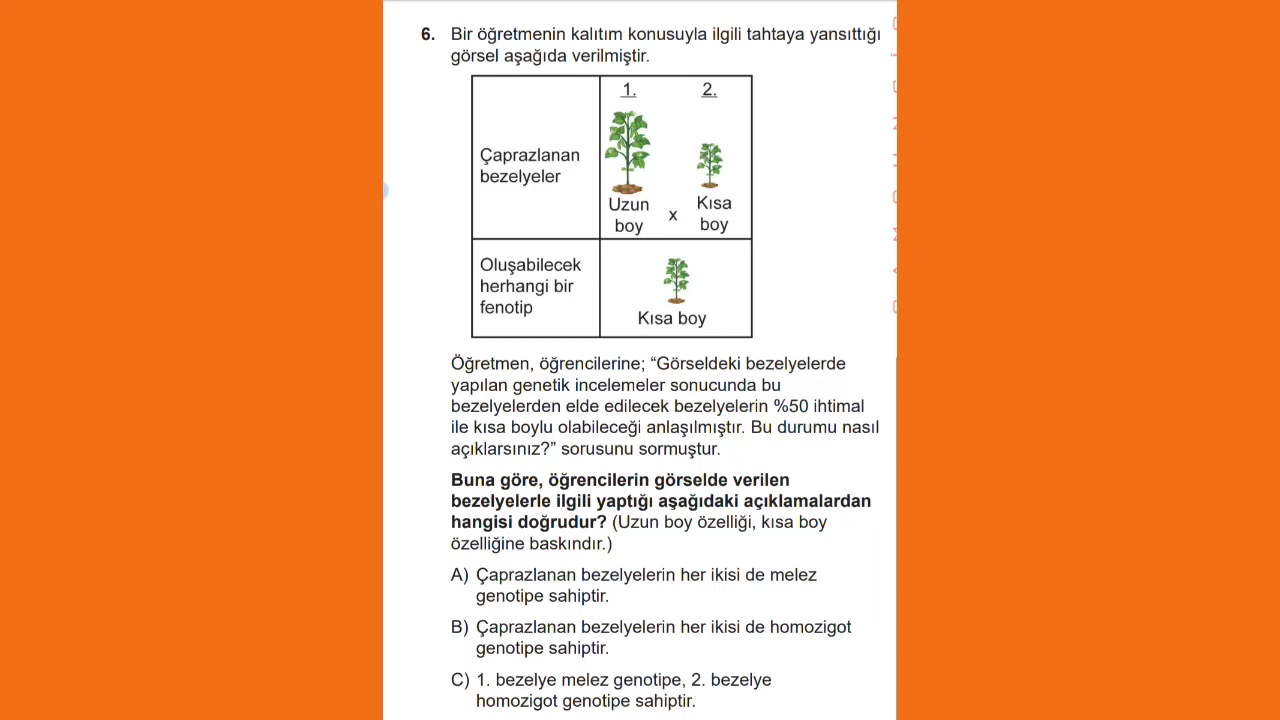 6. Bir öğretmenin kalıtım konusuyla ilgili tahtaya yansıttığı
görsel aşağıda verilmiştir.
1. 2.
Çaprazlanan
bezelyeler
Uzun
boy
x
Kısa
boy
Oluşabilecek
herhangi bir
fenotip
Kısa boy
Öğretmen, öğrencilerine; “Görseldeki bezelyelerde
yapılan genetik incelemeler sonucunda bu
bezelyelerden elde edilecek bezelyelerin %50 ihtimal
ile kısa boylu olabileceği anlaşılmıştır. Bu durumu nasıl
açıklarsınız?” sorusunu sormuştur.
Buna göre, öğrencilerin görselde verilen
bezelyelerle ilgili yaptığı aşağıdaki açıklamalardan
hangisi doğrudur? (Uzun boy özelliği, kısa boy
özelliğine baskındır.)
A) Çaprazlanan bezelyelerin her ikisi de melez
genotipe sahiptir.
B) Çaprazlanan bezelyelerin her ikisi de homozigot
genotipe sahiptir.
C) 1. bezelye melez genotipe, 2. bezelye
homozigot genotipe sahiptir.